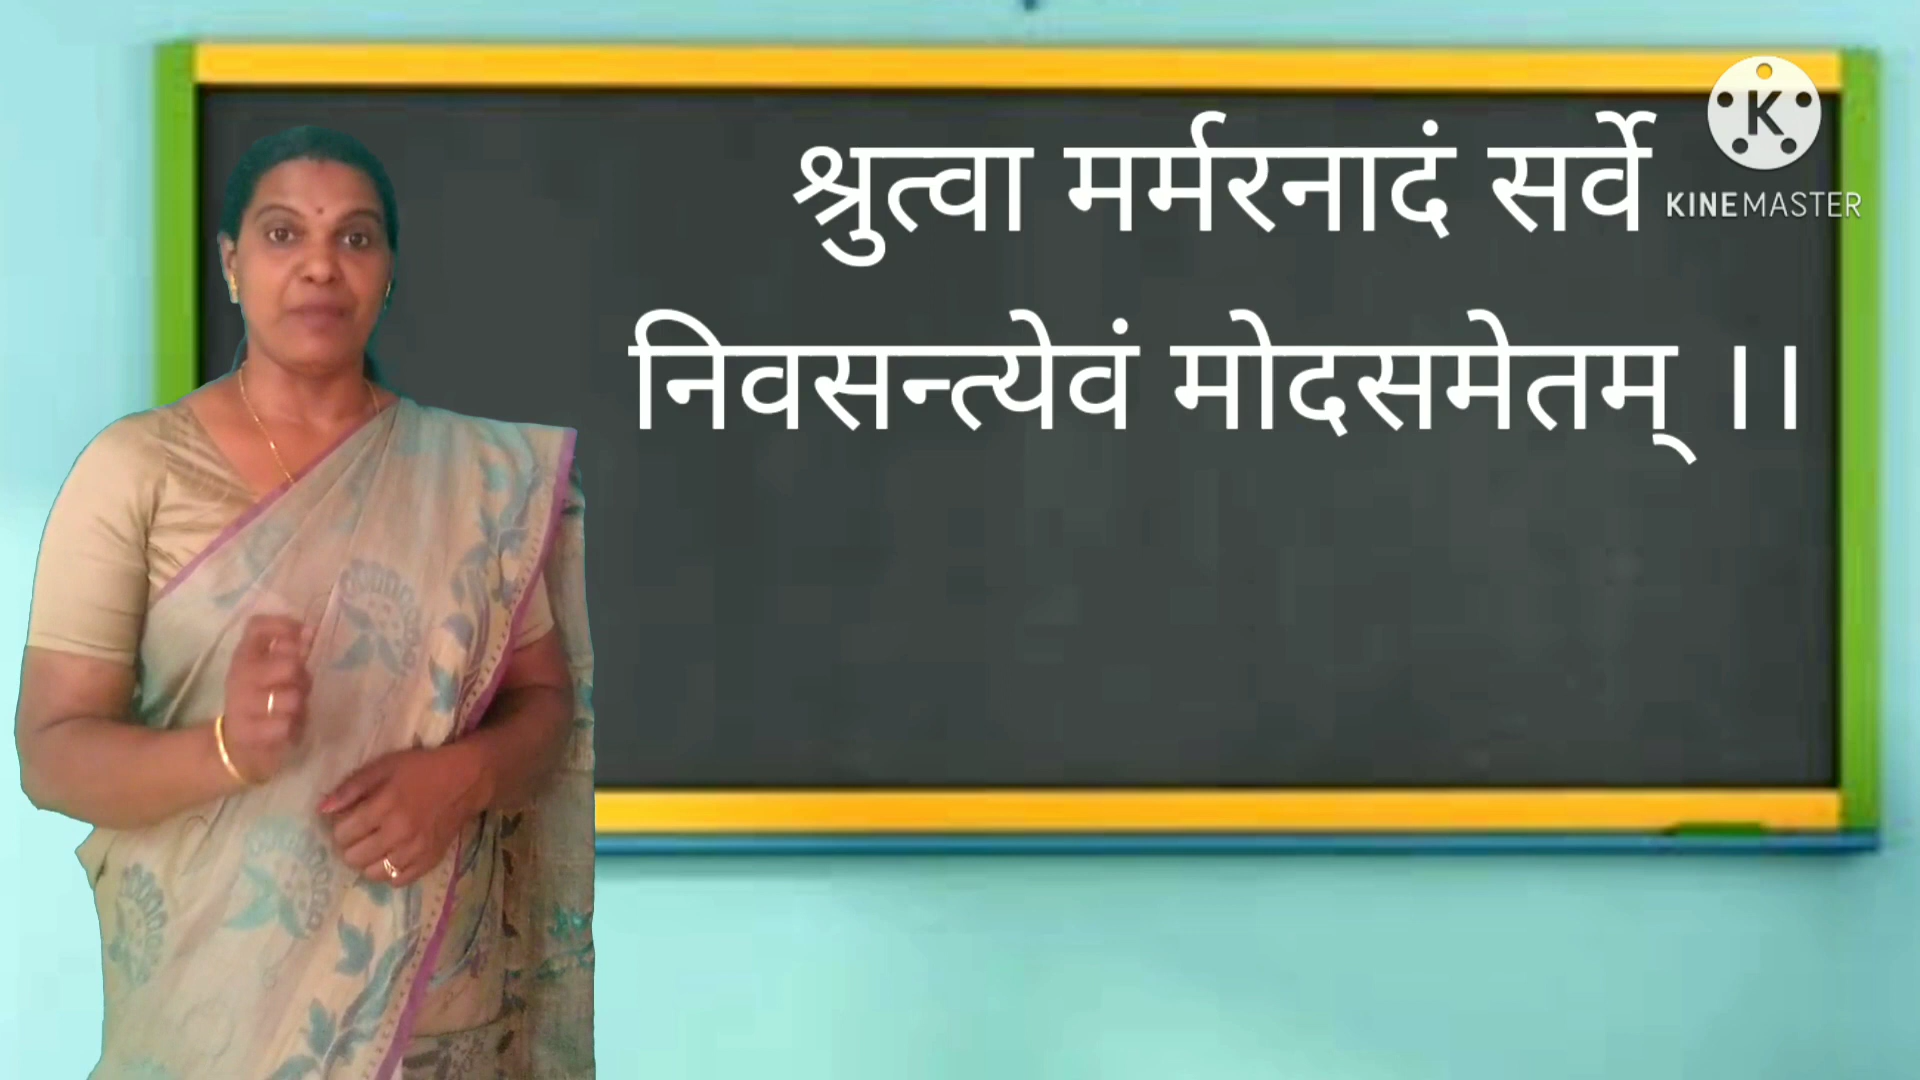 श्रुत्वा मर्मरनादं सर्वे
निवसन्त्येवं मोदसमेतम् ।।
K
KINEMASTER